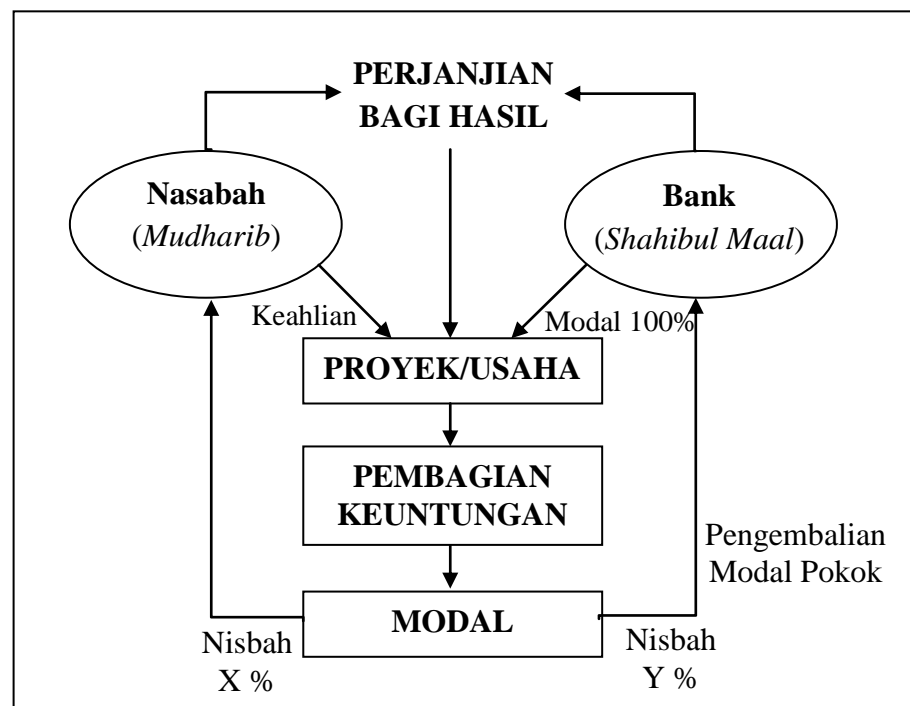 PERJANJIAN
BAGI HASIL
Nasabah
(Mudharib)
Bank
(Shahibul Maal)
Keahlian
Modal 100%
PROYEK/USAHA
PEMBAGIAN
KEUNTUNGAN
Pengembalian
Modal Pokok
MODAL
Nisbah
X %
Nisbah
Y %